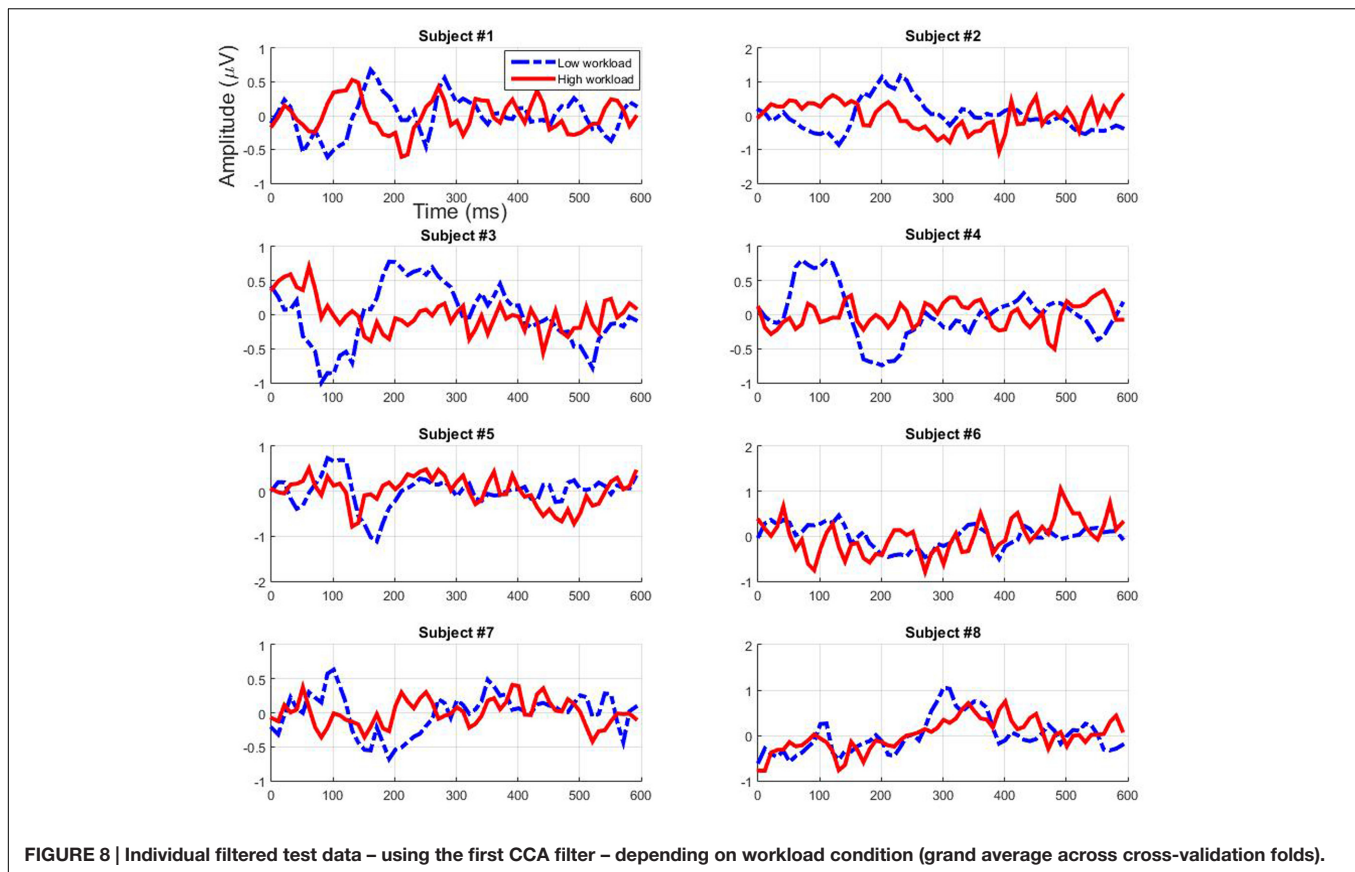 Subject #1
Amplitude (μV)
1
0.5
0
-0.5
-1
Low workload
High workload
0 100 200 300 400 500 600
Time (ms)
Subject #2
2
1
0
-1
-2
0 100 200 300 400 500 600
Subject #3
1
0.5
0
-0.5
-1
0 100 200 300 400 500 600
Subject #4
1
0.5
0
-0.5
-1
0 100 200 300 400 500 600
Subject #5
1
0
-1
-2
0 100 200 300 400 500 600
Subject #6
2
1
0
-1
0 100 200 300 400 500 600
Subject #7
1
0.5
0
-0.5
-1
0 100 200 300 400 500 600
Subject #8
2
1
0
-1
0 100 200 300 400 500 600
FIGURE 8 | Individual filtered test data – using the first CCA filter – depending on workload condition (grand average across cross-validation folds).